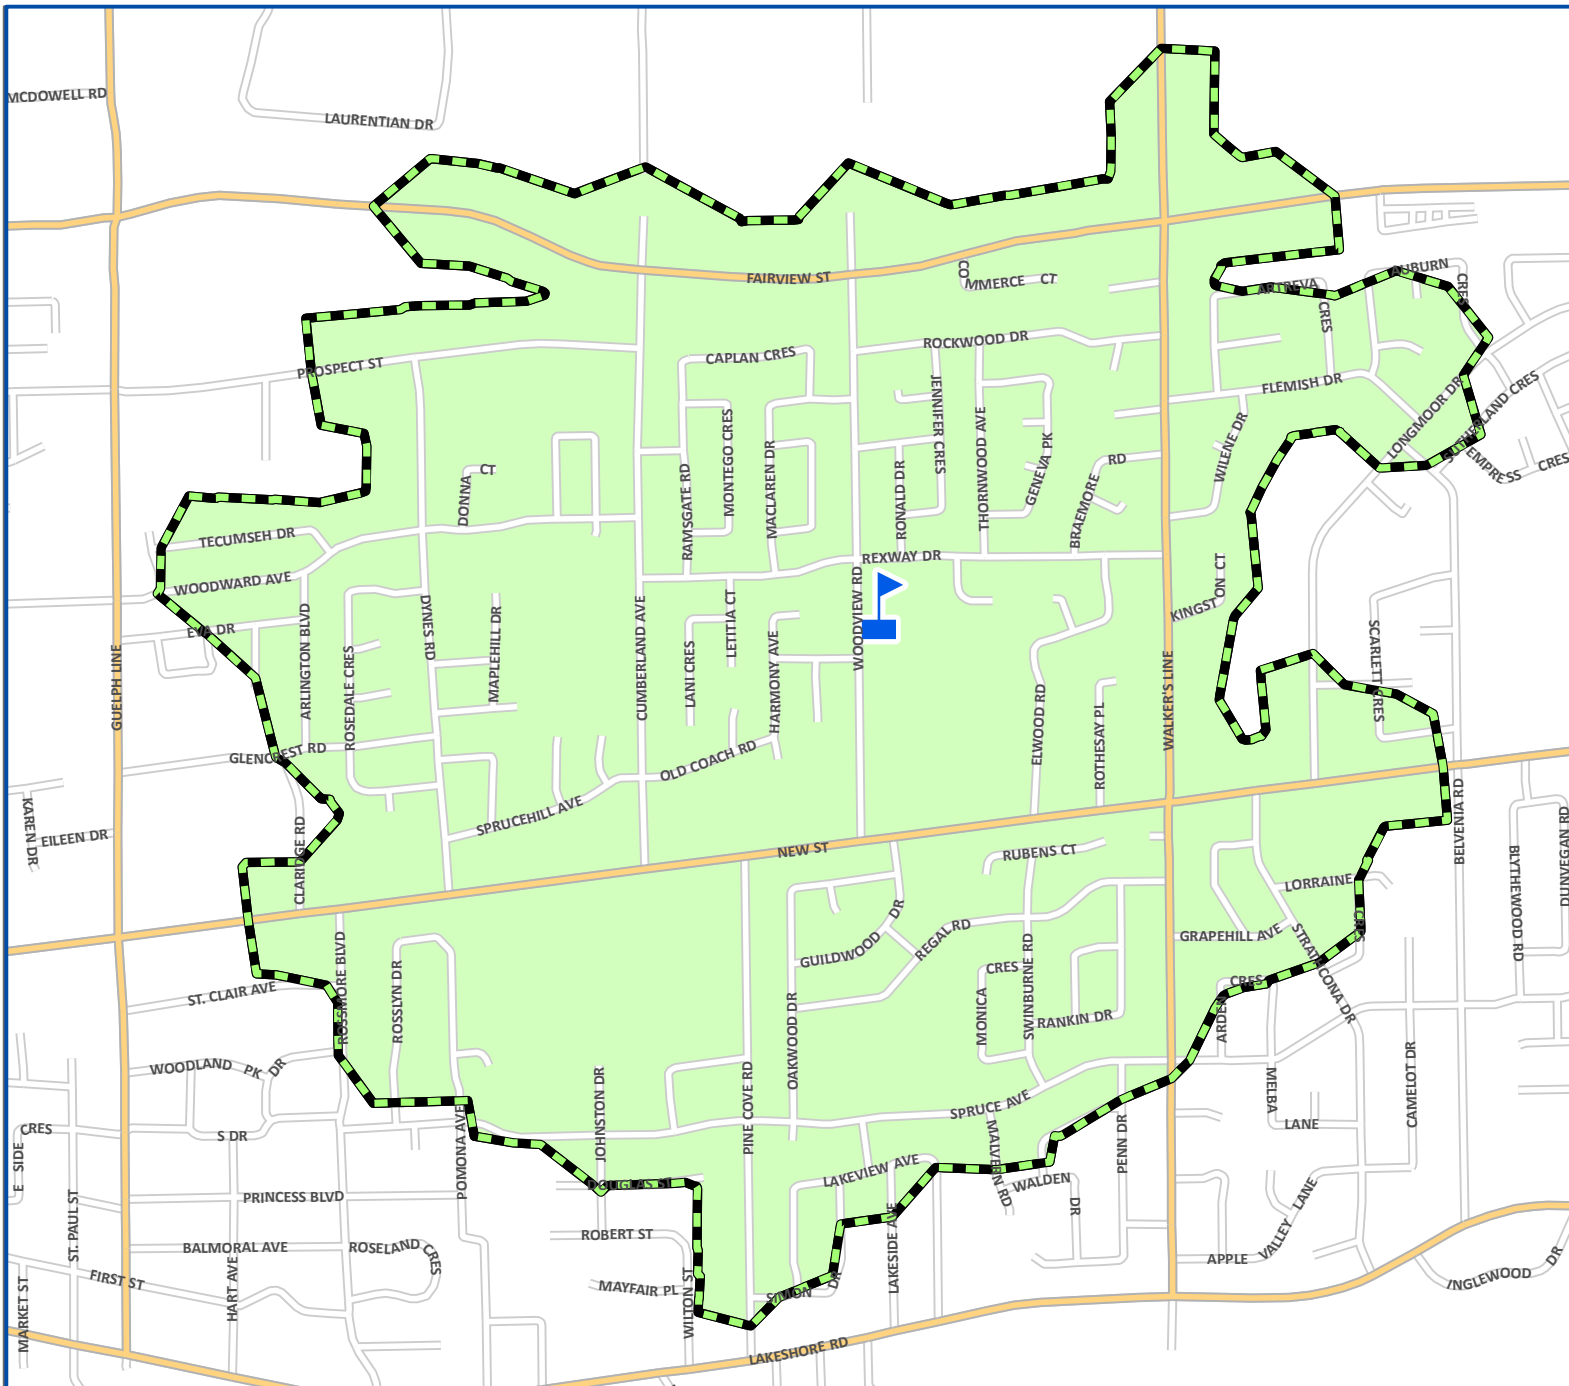 MCDOWELL RD
LAURENTIAN DR
FAIRVIEW ST
COMMERCE CT
ARTREVA CRES
AUBURN CRES
PROSPECT ST
CAPLAN CRES
ROCKWOOD DR
FLEMISH DR
LONGMOOR DR
SUTHERLAND CRES
EMPRESS CRES
DONNA CT
RAMSGATE RD
MONTEGO CRES
MACLAREN DR
RONALD DR
JENNIFER CRES
THORNWOOD AVE
GENEVA PK
BRAEMORE RD
WILENE DR
TECUMSEH DR
WOODWARD AVE
REXWAY DR
KINGSTON CT
EVA DR
ARLINGTON BLVD
ROSEDALE CRES
DYNES RD
MAPLEHILL DR
CUMBERLAND AVE
LANI CRES
LETITIA CT
HARMONY AVE
WOODVIEW RD
GUELPH LINE
ELWOOD RD
ROTHESAY PL
WALKER'S LINE
SCARLETT CRES
GLENCREST RD
OLD COACH RD
SPRUCEHILL AVE
KAREN DR
EILEEN DR
CLARIDGE RD
NEW ST
RUBENS CT
BELVENIA RD
BLYTHEWOOD RD
DUNVEGAN RD
LORRAINE CRES
GRAPEHILL AVE
STRATHCONA DR
GUILDWOOD DR
REGAL RD
ST. CLAIR AVE
ROSSMORE BLVD
ROSSLYN DR
OAKWOOD DR
MONICA CRES
SWINBURNE RD
RANKIN DR
ARDEN CRES
WOODLAND PK DR
JOHNSTON DR
PINE COVE RD
SPRUCE AVE
MELBA LANE
CAMELOT DR
E SIDE CRES
S DR
POMONA AVE
MALVERN RD
PENN DR
LAKEVIEW AVE
WALDEN DR
DOUGLAS ST
PRINCESS BLVD
ST. PAUL ST
ROBERT ST
LAKESIDE AVE
APPLE VALLEY LANE
BALMORAL AVE
ROSELAND CRES
FIRST ST
HART AVE
MARKET ST
MAYFAIR PL
WILTON ST
SIMON DR
INGLEWOOD DR
LAKESHORE RD